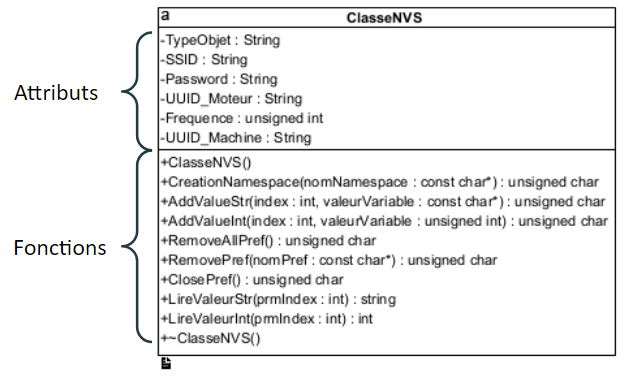 a
ClasseNVS
Attributs
-TypeObjet : String
-SSID : String
-Password : String
-UUID_Moteur : String
-Frequence : unsigned int
-UUID_Machine : String
Fonctions
+ClasseNVS()
+CreationNamespace(nomNamespace : const char*) : unsigned char
+AddValueStr(index : int, valeurVariable : const char*) : unsigned char
+AddValueInt(index : int, valeurVariable : unsigned int) : unsigned char
+RemoveAllPref() : unsigned char
+RemovePref(nomPref : const char*) : unsigned char
+ClosePref() : unsigned char
+LireValeurStr(prmIndex : int) : string
+LireValeurInt(prmIndex : int) : int
+~ClasseNVS()